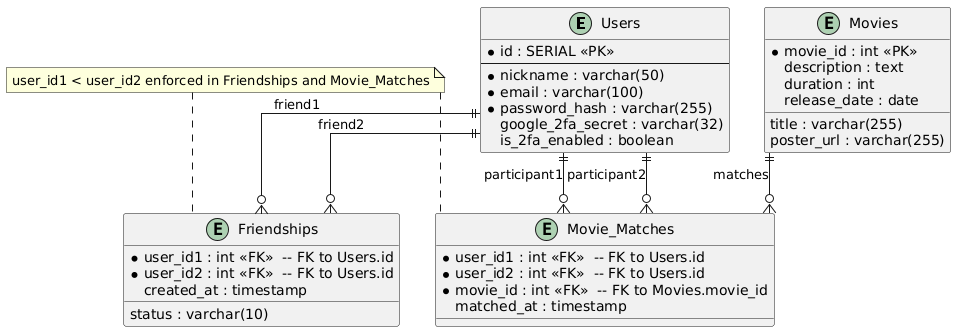 E Users
id : SERIAL «PK»
nickname : varchar(50)
email : varchar(100)
password_hash : varchar(255)
google_2fa_secret : varchar(32)
is_2fa_enabled : boolean
E Movies
movie_id : int «PK»
description : text
duration : int
release_date : date
title : varchar(255)
poster_url : varchar(255)
user_id1 < user_id2 enforced in Friendships and Movie_Matches
friend1
friend2
participant1
participant2
matches
E Friendships
user_id1 : int «FK»  -- FK to Users.id
user_id2 : int «FK»  -- FK to Users.id
created_at : timestamp
status : varchar(10)
E Movie_Matches
user_id1 : int «FK»  -- FK to Users.id
user_id2 : int «FK»  -- FK to Users.id
movie_id : int «FK»  -- FK to Movies.movie_id
matched_at : timestamp